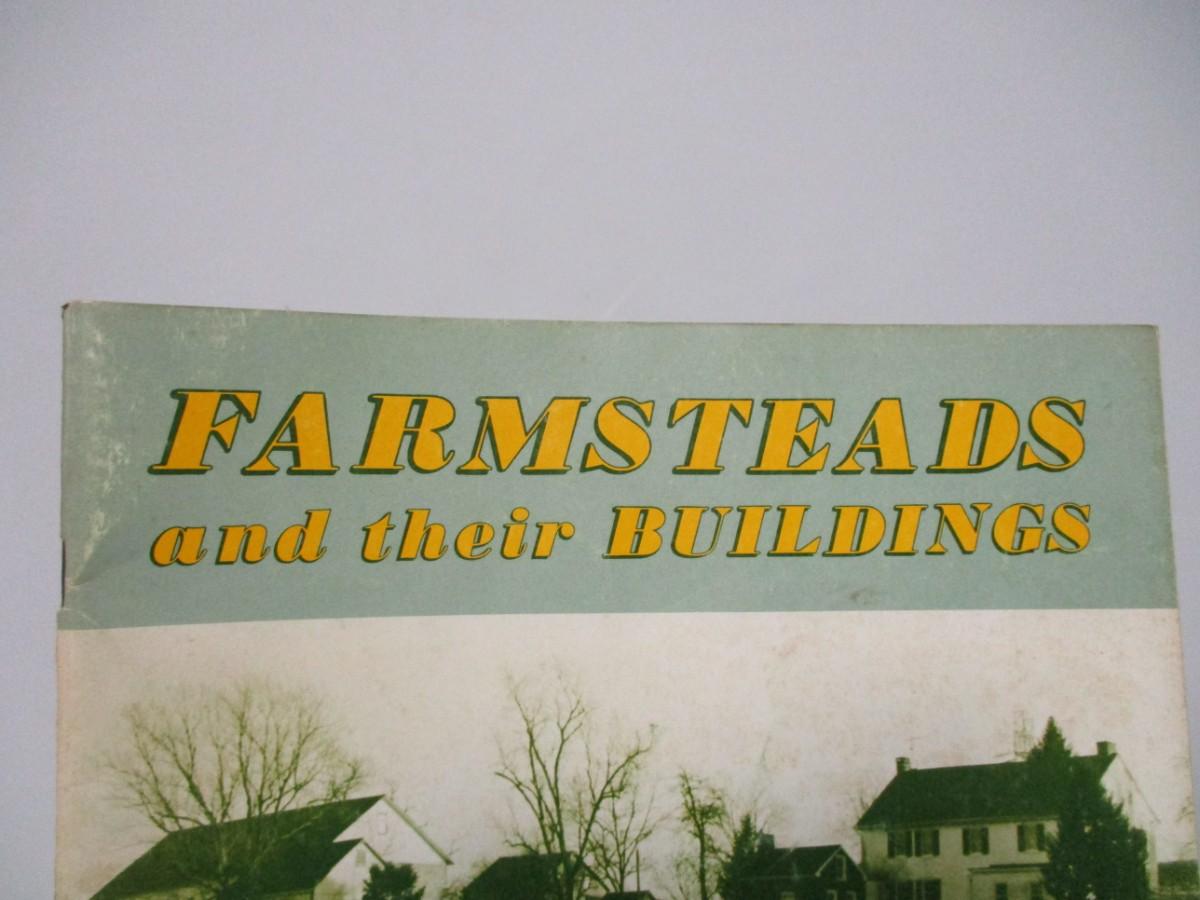 FARMSTEADS
and their BUILDINGS